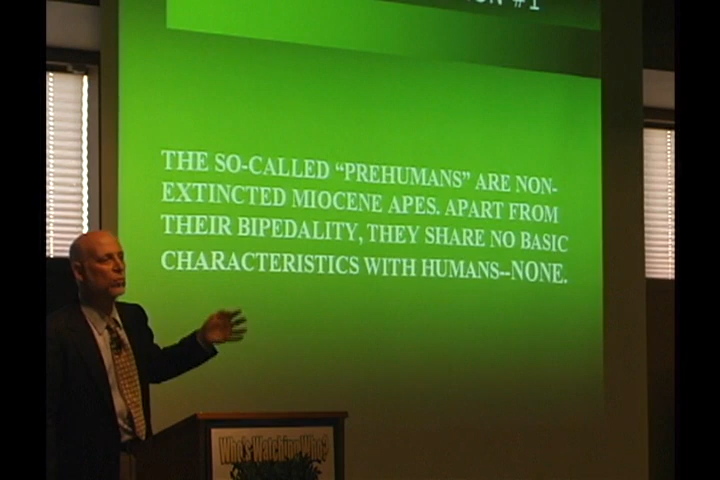 #1
THE SO-CALLED “PREHUMANS” ARE NON-
EXTINCTED MIOCENE APES. APART FROM
THEIR BIPEDALITY, THEY SHARE NO BASIC
CHARACTERISTICS WITH HUMANS--NONE.
Who's Watching Who?